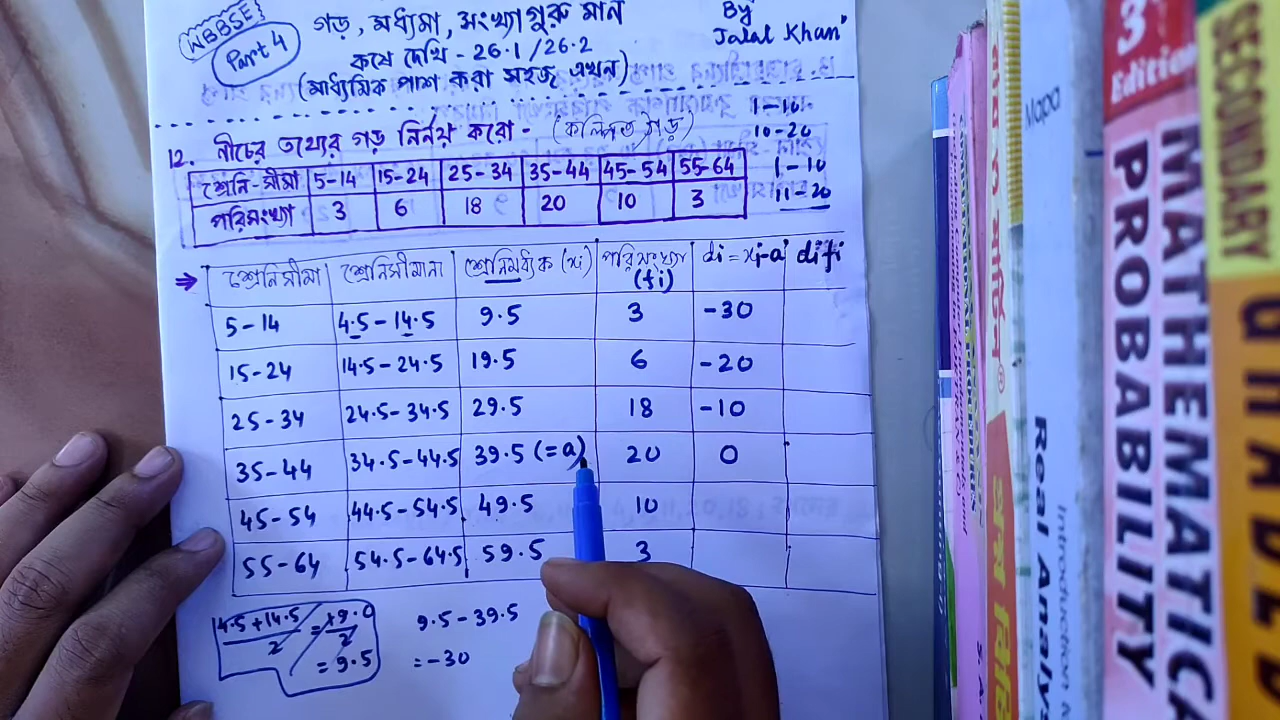 WBBSE
Part 4
গড়, মধ্যমা, সংখ্যাগুরু মান
কষে দেখি - 26.1/26.2
(মাধ্যমিক পাশ করা সহজ এখন)
By
Jalal Khan
1-10
10-20
1-10
11-20
12. নীচের তথ্যের গড় নির্ণয় করো- (কল্পিত গড়)
শ্রেনি-সীমা 5-14 15-24 25-34 35-44 45-54 55-64
পরিসংখ্যা 3 6 18 20 10 3
শ্রেনিসীমা শ্রেনিসীমানা শ্রেনিমধ্যক (xi) পরিসংখ্যা (fi) di = xi-a difi
5-14 4.5-14.5 9.5 3 -30
15-24 14.5-24.5 19.5 6 -20
25-34 24.5-34.5 29.5 18 -10
35-44 34.5-44.5 39.5 (=a) 20 0
45-54 44.5-54.5 49.5 10
55-64 54.5-64.5 59.5 3
4.5+14.5/2 = 19.0/2
= 9.5
9.5-39.5
= -30
3rd Edition
MATHEMATICA
PROBABILITY
SECONDARY
Mapa
Real Analys
Introduction